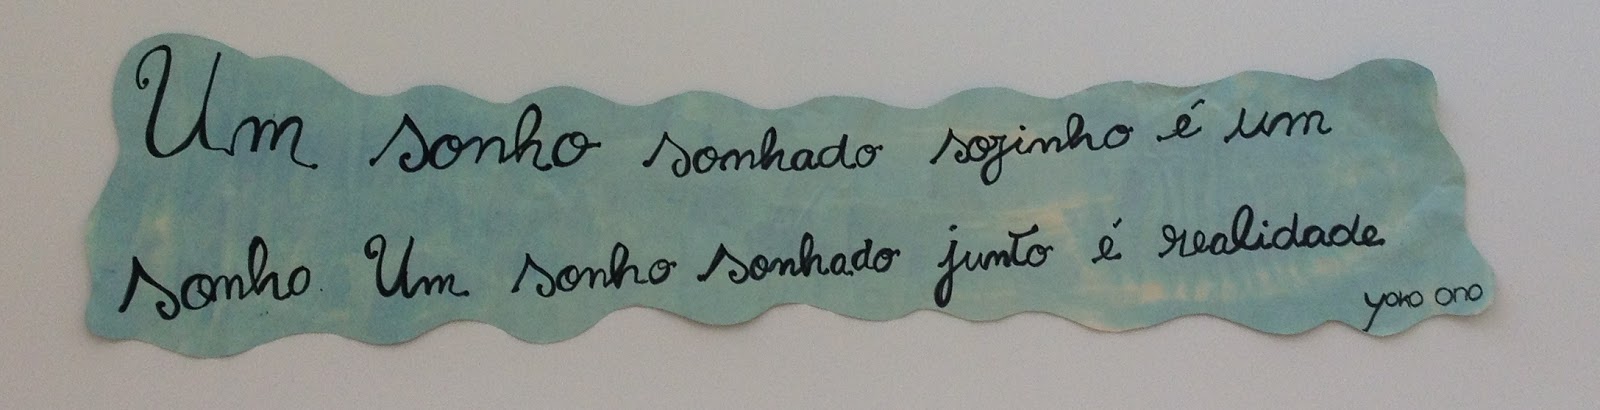 Um sonho sonhado sozinho é um
sonho. Um sonho sonhado junto é realidade
yoko ono